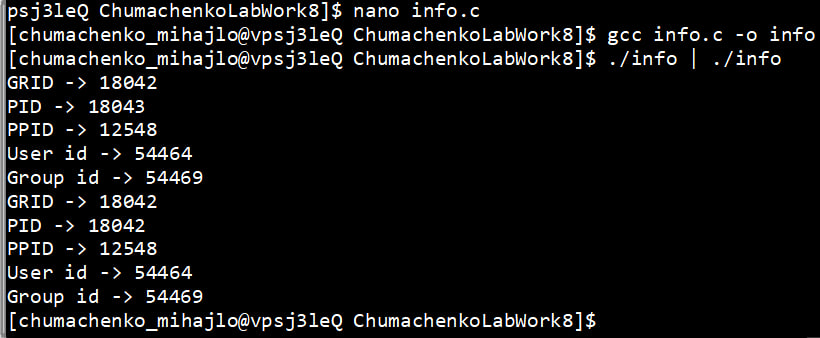 psj3leQ ChumachenkoLabWork8]$ nano info.c
[chumachenko_mihajlo@vpsj3leQ ChumachenkoLabWork8]$ gcc info.c -o info
[chumachenko_mihajlo@vpsj3leQ ChumachenkoLabWork8]$ ./info | ./info
GRID -> 18042
PID -> 18043
PPID -> 12548
User id -> 54464
Group id -> 54469
GRID -> 18042
PID -> 18042
PPID -> 12548
User id -> 54464
Group id -> 54469
[chumachenko_mihajlo@vpsj3leQ ChumachenkoLabWork8]$